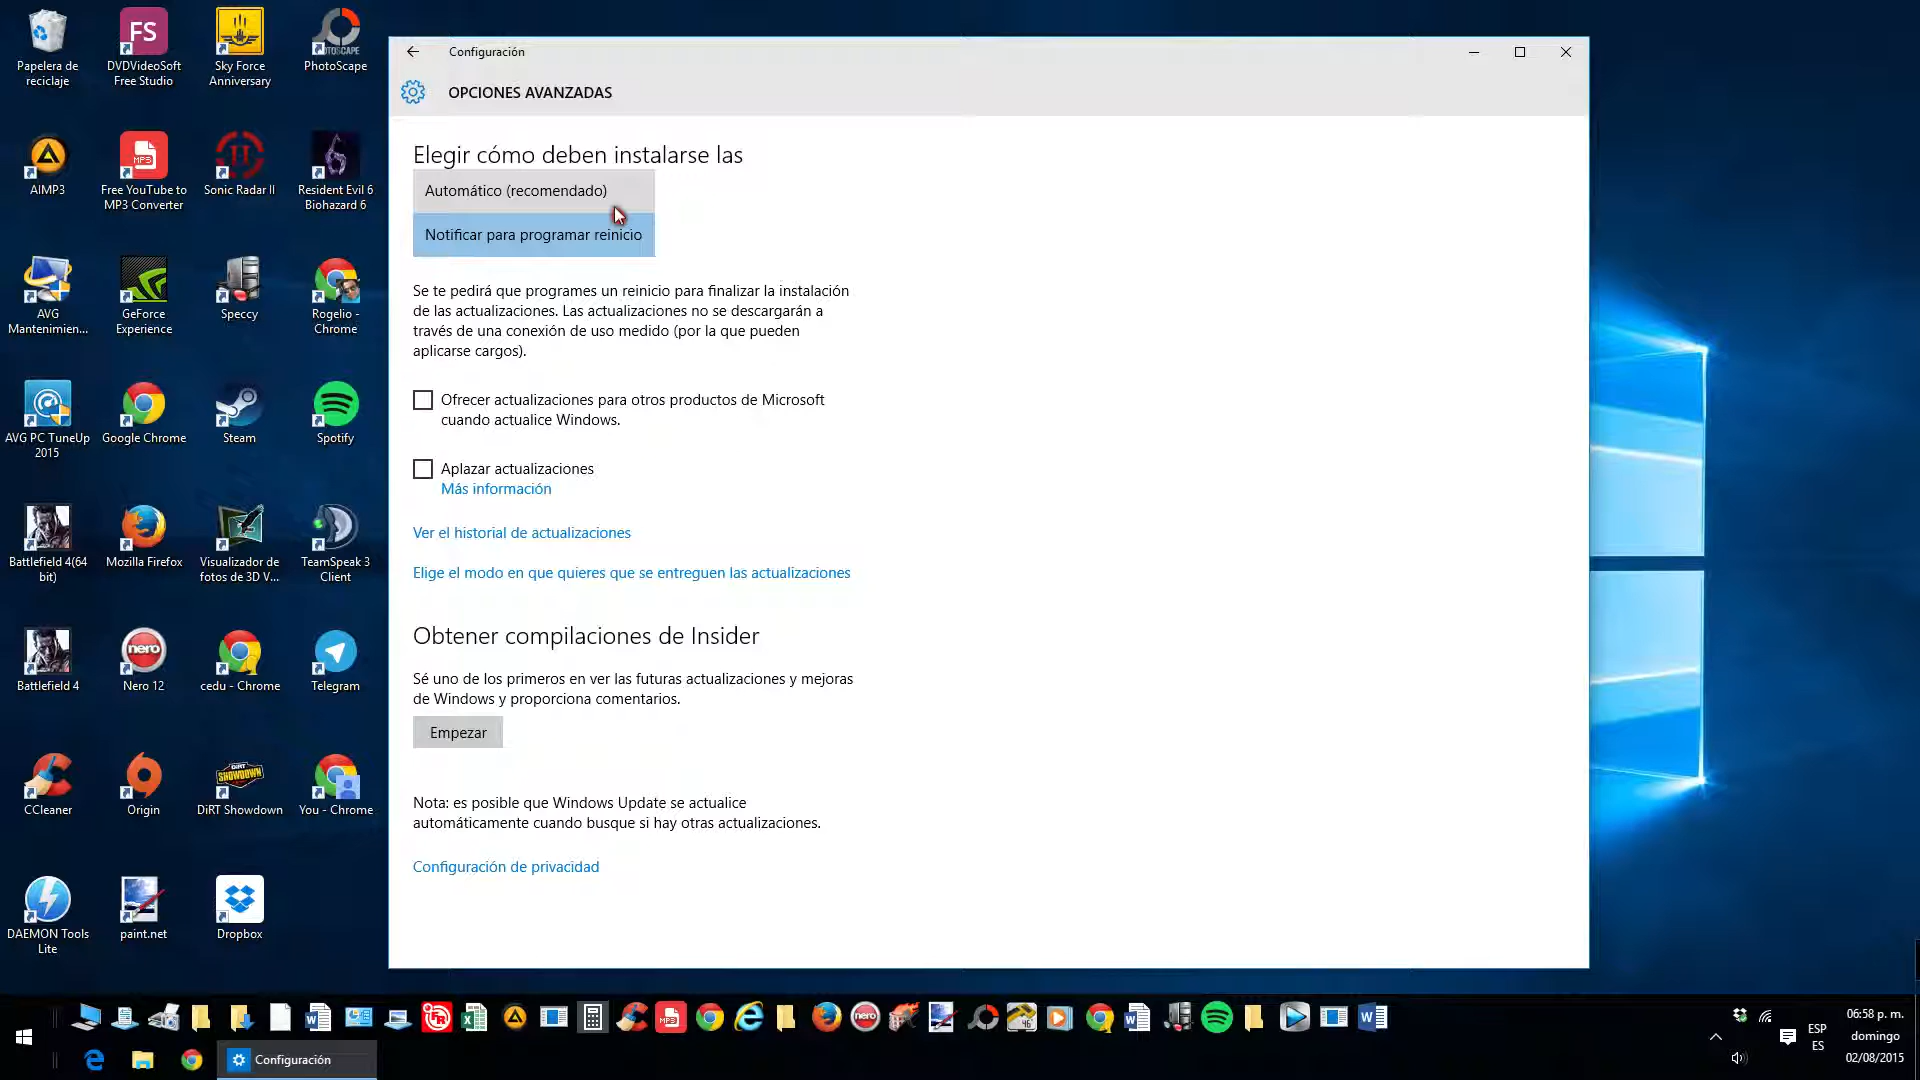 Papelera de
reciclaje
DVDVideoSoft
Free Studio
Sky Force
Anniversary
PhotoScape
AIMP3
Free YouTube to
MP3 Converter
Sonic Radar II
Resident Evil 6
Biohazard 6
AVG
Mantenimien...
GeForce
Experience
Speccy
Rogelio -
Chrome
AVG PC TuneUp
2015
Google Chrome
Steam
Spotify
Battlefield 4(64
bit)
Mozilla Firefox
Visualizador de
fotos de 3D V...
TeamSpeak 3
Client
Battlefield 4
Nero 12
cedu - Chrome
Telegram
CCleaner
Origin
DiRT Showdown
You - Chrome
DAEMON Tools
Lite
paint.net
Dropbox
Configuración
OPCIONES AVANZADAS
Elegir cómo deben instalarse las
Automático (recomendado)
Notificar para programar reinicio
Se te pedirá que programes un reinicio para finalizar la instalación
de las actualizaciones. Las actualizaciones no se descargarán a
través de una conexión de uso medido (por la que pueden
aplicarse cargos).
Ofrecer actualizaciones para otros productos de Microsoft
cuando actualice Windows.
Aplazar actualizaciones
Más información
Ver el historial de actualizaciones
Elige el modo en que quieres que se entreguen las actualizaciones
Obtener compilaciones de Insider
Sé uno de los primeros en ver las futuras actualizaciones y mejoras
de Windows y proporciona comentarios.
Empezar
Nota: es posible que Windows Update se actualice
automáticamente cuando busque si hay otras actualizaciones.
Configuración de privacidad
Configuración
ESP
ES
06:58 p. m.
domingo
02/08/2015